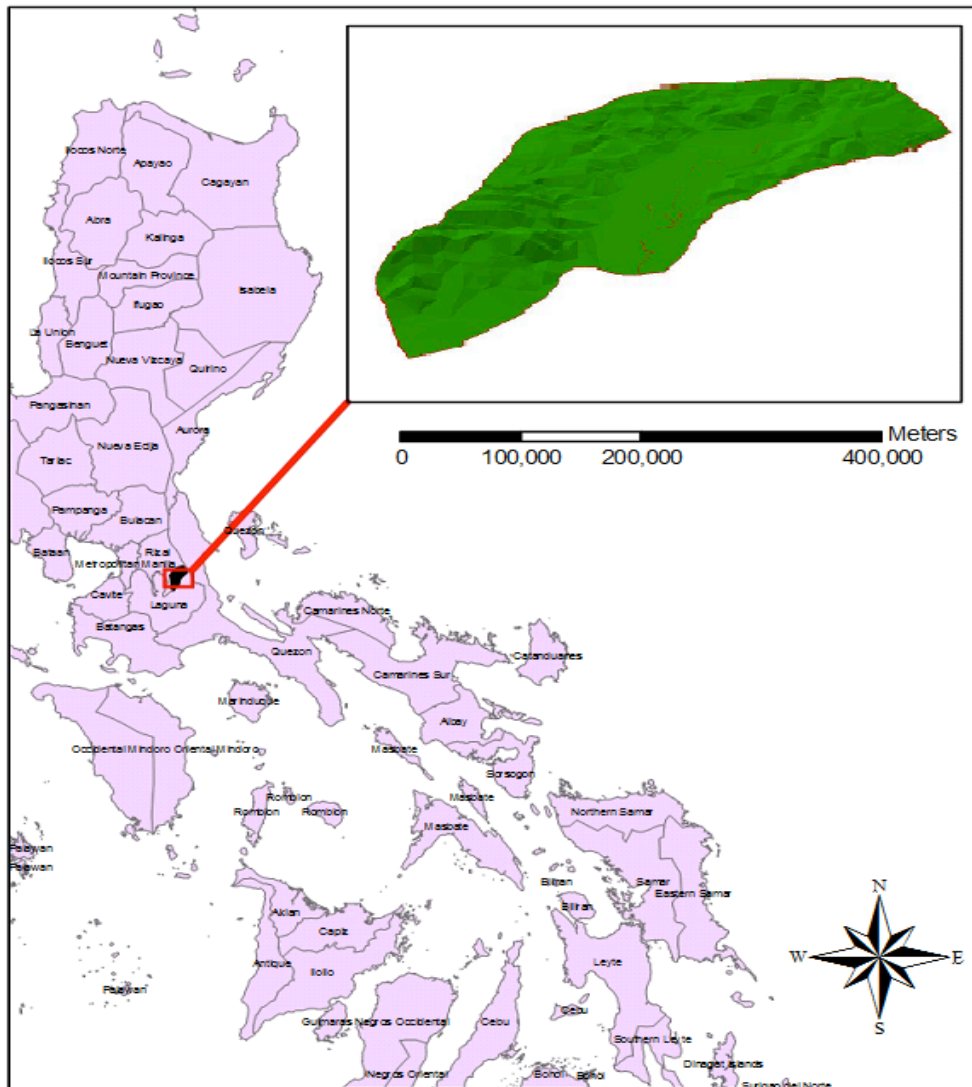 Ilocos Norte
Apayao
Cagayan
Abra
Kalinga
Ilocos Sur
Mountain Province
Isabela
Ifugao
La Union
Benguet
Nueva Vizcaya
Quirino
Pangasinan
Aurora
Nueva Ecija
Tarlac
Meters
0
100,000
200,000
400,000
Pampanga
Bulacan
Quezon
Bataan
Rizal
Metropolitan Manila
Cavite
Laguna
Camarines Norte
Batangas
Quezon
Catanduanes
Camarines Sur
Marinduque
Albay
Occidental Mindoro
Oriental Mindoro
Masbate
Sorsogon
Romblon
Masbate
Romblon
Romblon
Northern Samar
Masbate
Palawan
Palawan
Biliran
Samar
Eastern Samar
Biliran
Aklan
Capiz
N
W
E
S
Antique
Iloilo
Leyte
Palawan
Guimaras
Negros Occidental
Cebu
Cebu
Southern Leyte
Dinagat Islands
Negros Oriental
Bohol
Bohol
Surigao del Norte